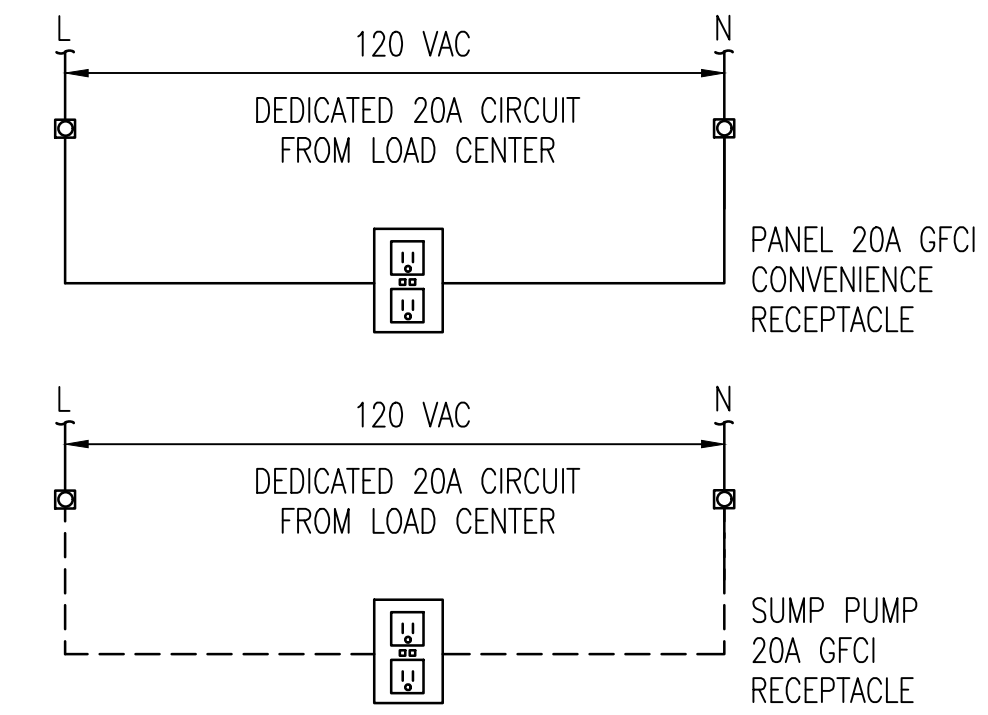 L N
120 VAC
DEDICATED 20A CIRCUIT
FROM LOAD CENTER
PANEL 20A GFCI
CONVENIENCE
RECEPTACLE
L N
120 VAC
DEDICATED 20A CIRCUIT
FROM LOAD CENTER
SUMP PUMP
20A GFCI
RECEPTACLE